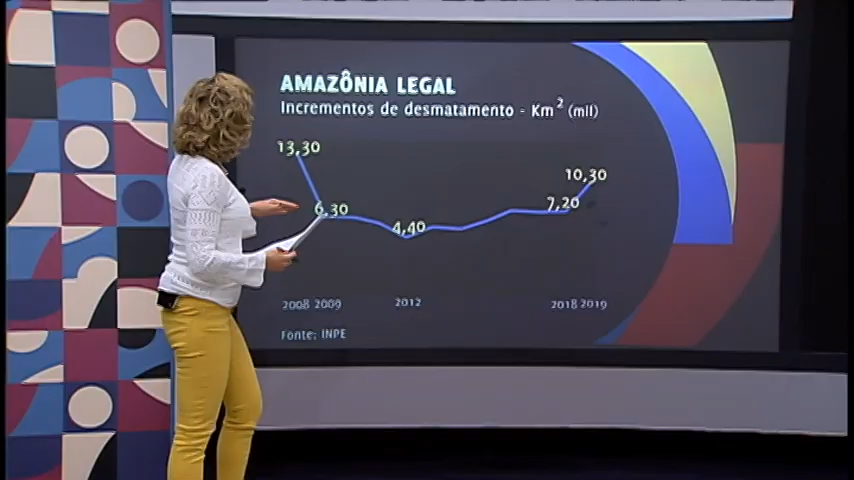 AMAZÔNIA LEGAL
Incrementos de desmatamento - Km² (mil)
13,30
10,30
6,30
7,20
4,40
2008 2009 2012 2018 2019
Fonte: INPE